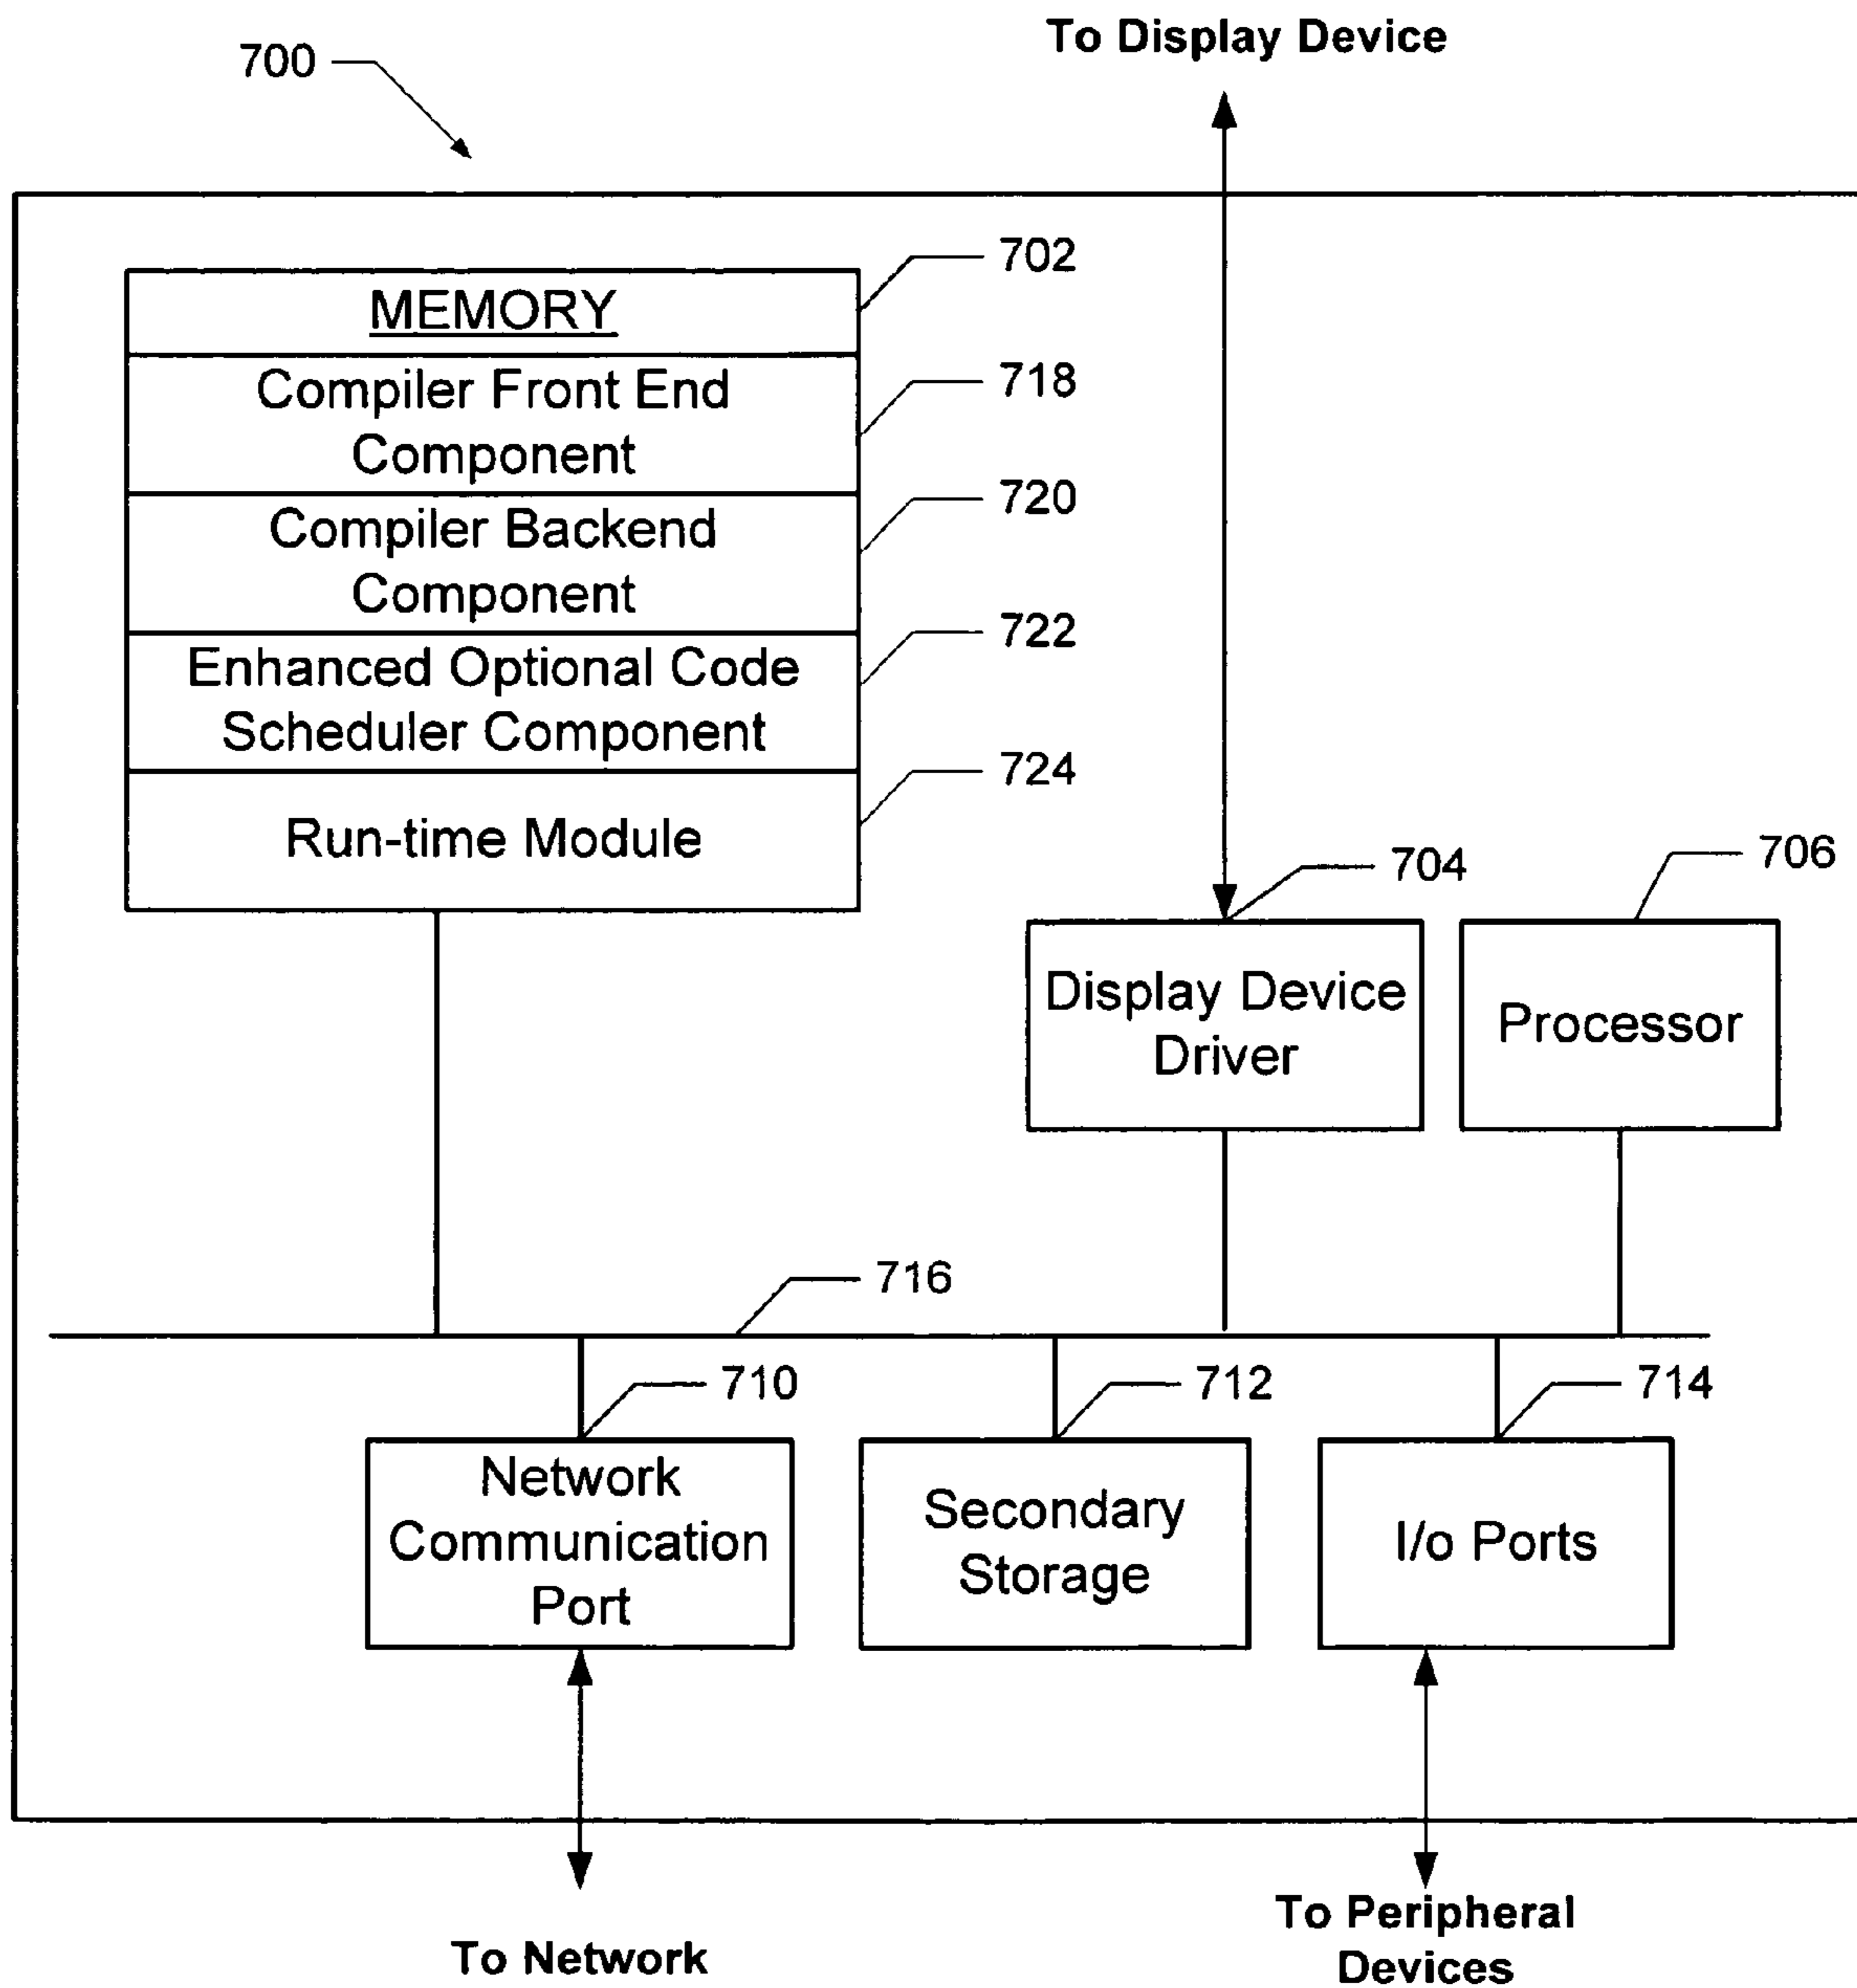 To Display Device
700
702
MEMORY
718
Compiler Front End
Component
720
Compiler Backend
Component
722
Enhanced Optional Code
Scheduler Component
724
Run-time Module
704
706
Display Device
Driver
Processor
716
710
712
714
Network
Communication
Port
Secondary
Storage
I/o Ports
To Network
To Peripheral
Devices